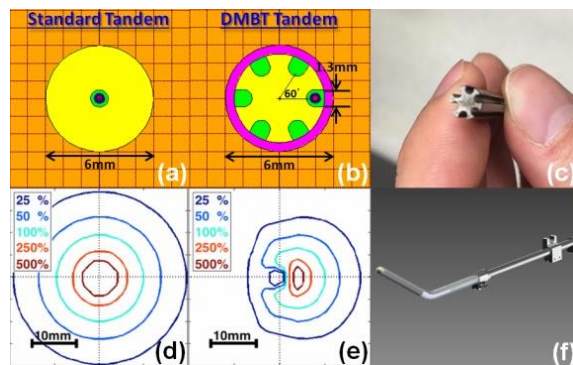 Standard Tandem
6mm
(a)
DMBT Tandem
1.3mm
60°
6mm
(b)
(c)
25 %
50 %
100%
250%
500%
10mm
(d)
25 %
50 %
100%
250%
500%
10mm
(e)
(f)